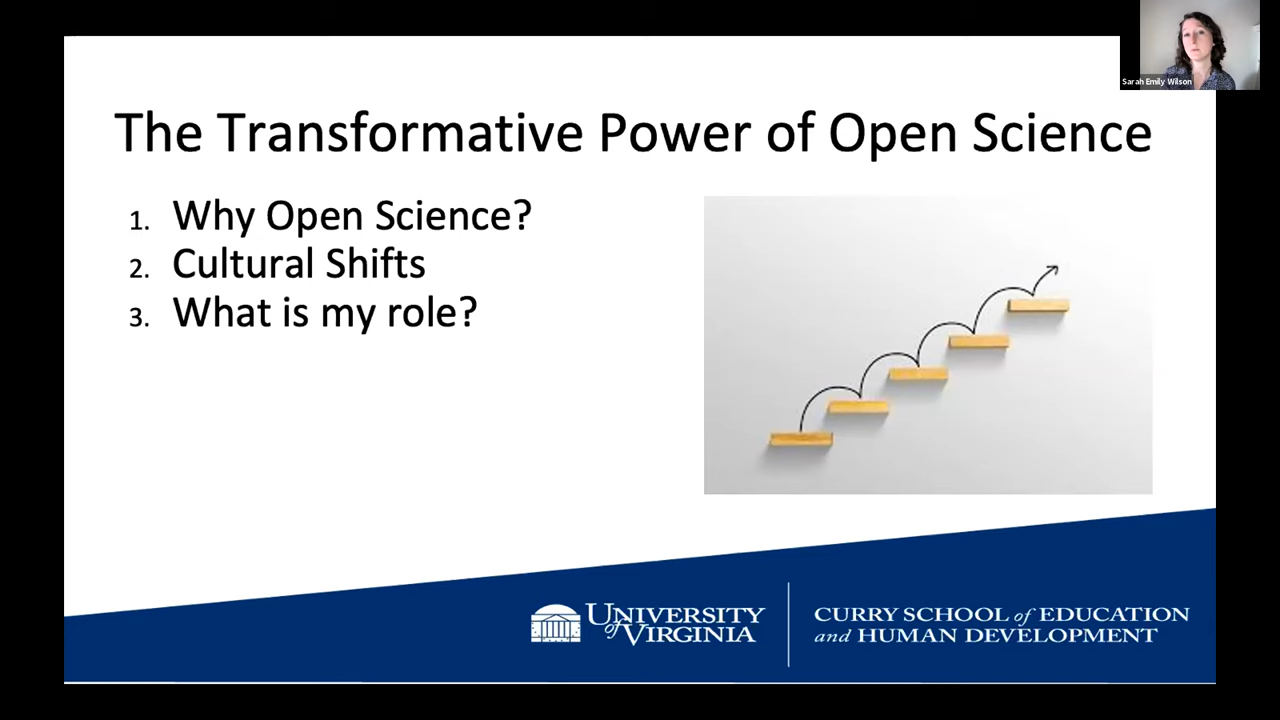 Sarah Emily Wilson
The Transformative Power of Open Science
1. Why Open Science?
2. Cultural Shifts
3. What is my role?
UNIVERSITY
of VIRGINIA
CURRY SCHOOL of EDUCATION
and HUMAN DEVELOPMENT